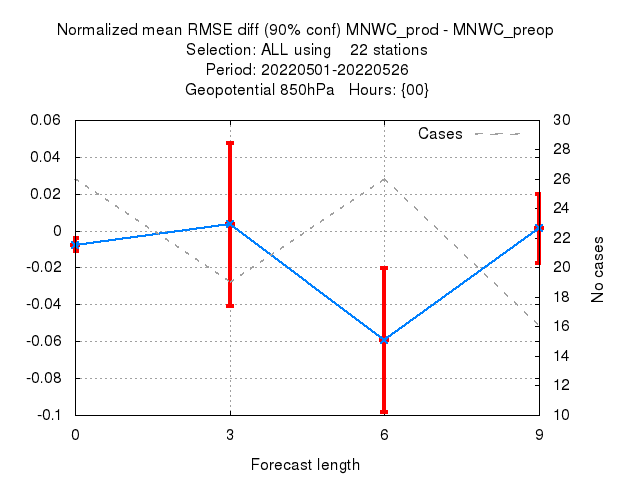 Normalized mean RMSE diff (90% conf) MNWC_prod - MNWC_preop
Selection: ALL using 22 stations
Period: 20220501-20220526
Geopotential 850hPa Hours: {00}
Cases
0.06
0.04
0.02
0
-0.02
-0.04
-0.06
-0.08
-0.1
30
28
26
24
22
20
18
16
14
12
10
No cases
0 3 6 9
Forecast length